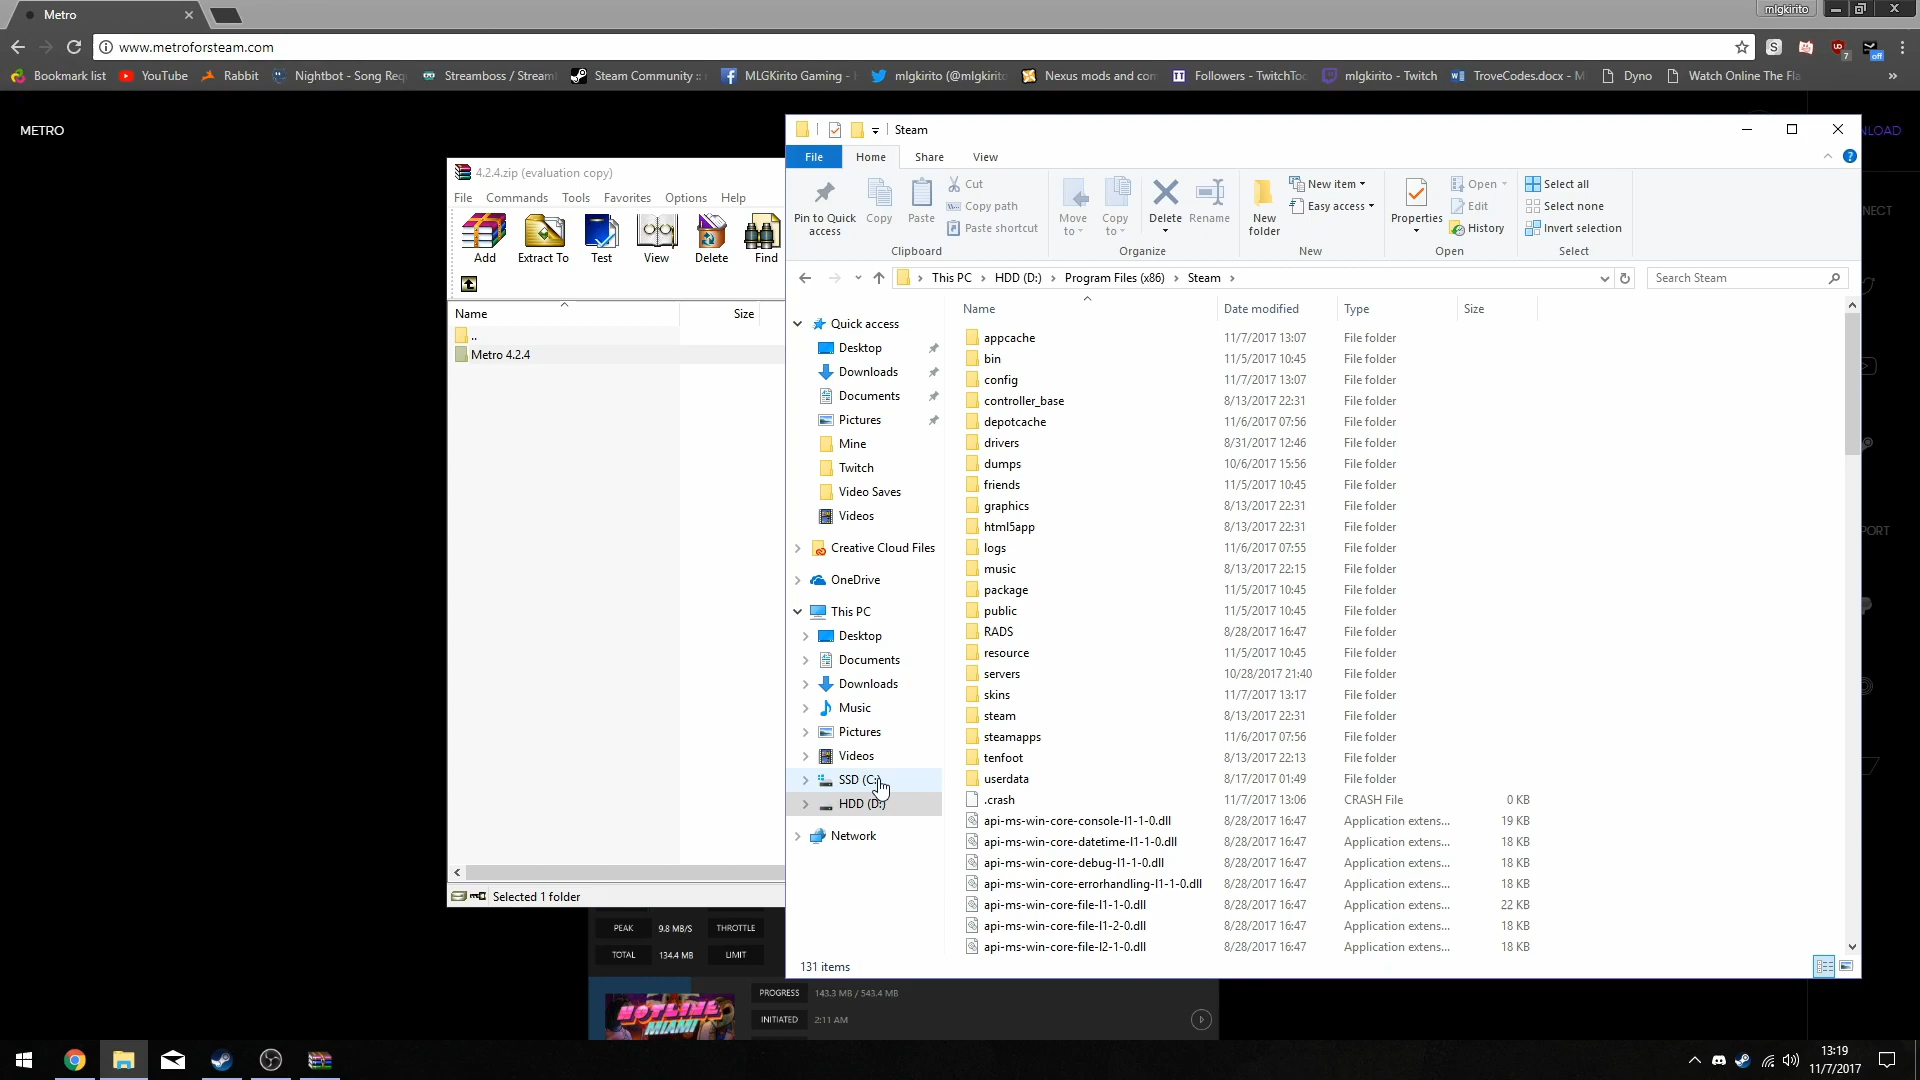 Metro
mlgkirito
www.metroforsteam.com
Bookmark list
YouTube
Rabbit
Nightbot - Song Req
Streamboss / Stream
Steam Community ::
MLGKirito Gaming -
mlgkirito (@mlgkirito
Nexus mods and com
Followers - TwitchToo
mlgkirito - Twitch
TroveCodes.docx - M
Dyno
Watch Online The Fla
METRO
NLOAD
NECT
PORT
4.2.4.zip (evaluation copy)
File Commands Tools Favorites Options Help
Add
Extract To
Test
View
Delete
Find
Name Size
..
Metro 4.2.4
Selected 1 folder
Steam
File Home Share View
Pin to Quick access
Copy
Paste
Cut
Copy path
Paste shortcut
Clipboard
Move to
Copy to
Delete
Rename
Organize
New folder
New item
Easy access
New
Properties
Open
Edit
History
Open
Select all
Select none
Invert selection
Select
This PC > HDD (D:) > Program Files (x86) > Steam >
Search Steam
Quick access
Desktop
Downloads
Documents
Pictures
Mine
Twitch
Video Saves
Videos
Creative Cloud Files
OneDrive
This PC
Desktop
Documents
Downloads
Music
Pictures
Videos
SSD (C:)
HDD (D:)
Network
Name Date modified Type Size
appcache 11/7/2017 13:07 File folder
bin 11/5/2017 10:45 File folder
config 11/7/2017 13:07 File folder
controller_base 8/13/2017 22:31 File folder
depotcache 11/6/2017 07:56 File folder
drivers 8/31/2017 12:46 File folder
dumps 10/6/2017 15:56 File folder
friends 11/5/2017 10:45 File folder
graphics 8/13/2017 22:31 File folder
html5app 8/13/2017 22:31 File folder
logs 11/6/2017 07:55 File folder
music 8/13/2017 22:15 File folder
package 11/5/2017 10:45 File folder
public 11/5/2017 10:45 File folder
RADS 8/28/2017 16:47 File folder
resource 11/5/2017 10:45 File folder
servers 10/28/2017 21:40 File folder
skins 11/7/2017 13:17 File folder
steam 8/13/2017 22:31 File folder
steamapps 11/6/2017 07:56 File folder
tenfoot 8/13/2017 22:13 File folder
userdata 8/17/2017 01:49 File folder
.crash 11/7/2017 13:06 CRASH File 0 KB
api-ms-win-core-console-l1-1-0.dll 8/28/2017 16:47 Application extens... 19 KB
api-ms-win-core-datetime-l1-1-0.dll 8/28/2017 16:47 Application extens... 18 KB
api-ms-win-core-debug-l1-1-0.dll 8/28/2017 16:47 Application extens... 18 KB
api-ms-win-core-errorhandling-l1-1-0.dll 8/28/2017 16:47 Application extens... 18 KB
api-ms-win-core-file-l1-1-0.dll 8/28/2017 16:47 Application extens... 22 KB
api-ms-win-core-file-l1-2-0.dll 8/28/2017 16:47 Application extens... 18 KB
api-ms-win-core-file-l2-1-0.dll 8/28/2017 16:47 Application extens... 18 KB
131 items
PEAK 9.8 MB/S THROTTLE
TOTAL 134.4 MB LIMIT
PROGRESS 143.3 MB / 543.4 MB
INITIATED 2:11 AM
HOTLINE
MIAMI
13:19
11/7/2017